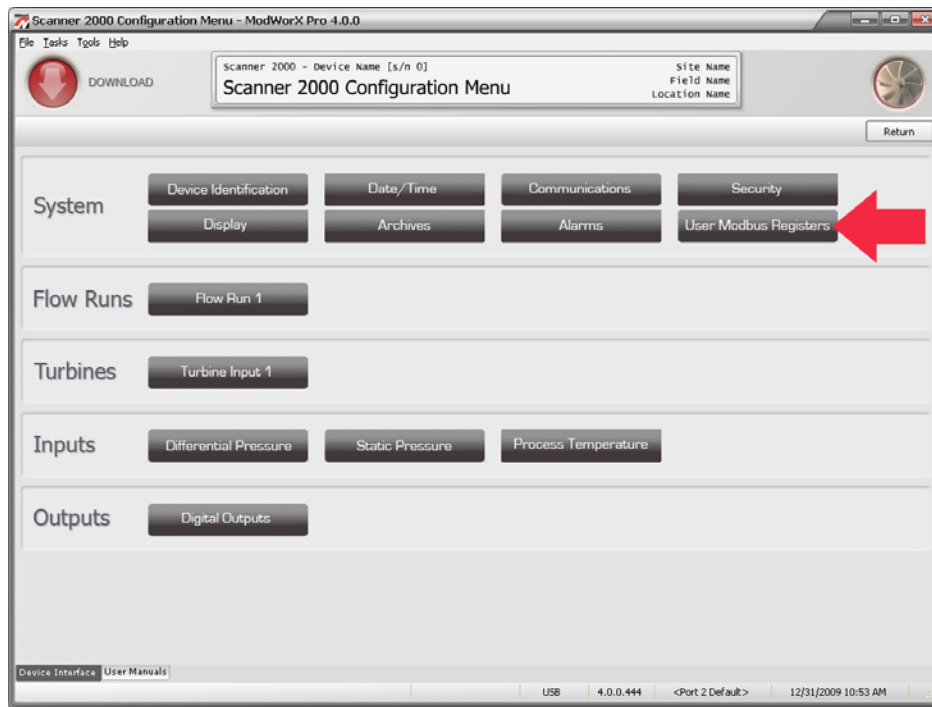 Scanner 2000 Configuration Menu - ModWorX Pro 4.0.0
File Tasks Tools Help
DOWNLOAD
Scanner 2000 - Device Name [s/n 0]
Scanner 2000 Configuration Menu
Site Name
Field Name
Location Name
Return
System
Device Identification Date/Time Communications Security
Display Archives Alarms User Modbus Registers
Flow Runs Flow Run 1
Turbines Turbine Input 1
Inputs Differential Pressure Static Pressure Process Temperature
Outputs Digital Outputs
Device Interface User Manuals
USB 4.0.0.444 <Port 2 Default> 12/31/2009 10:53 AM